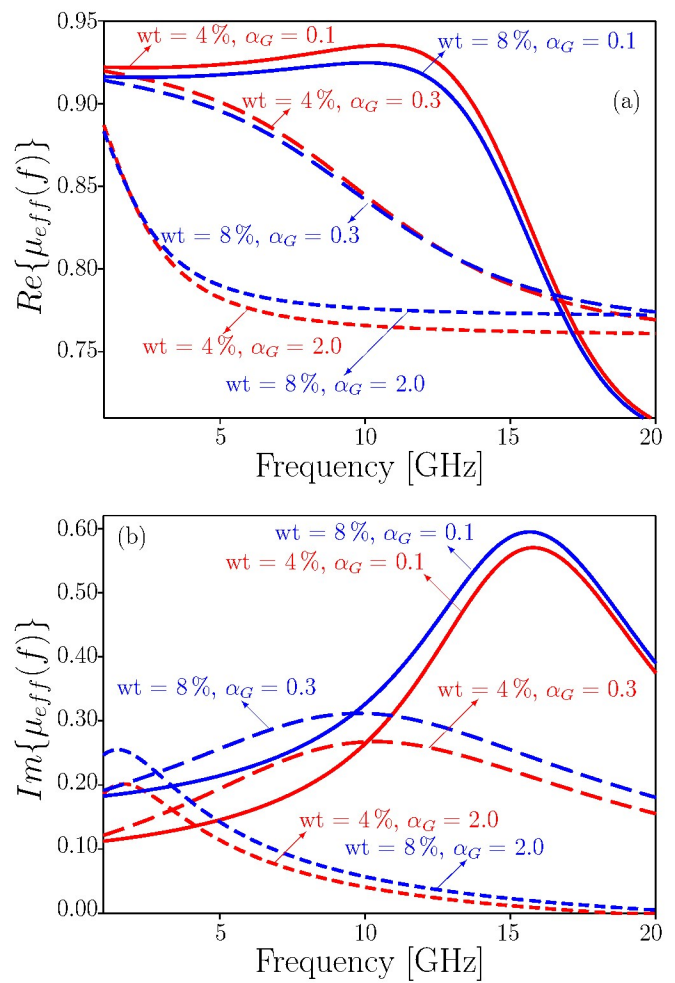 0.95
wt = 4 %, α_G = 0.1
wt = 8 %, α_G = 0.1
0.90
wt = 4 %, α_G = 0.3
(a)
Re{μ_eff(f)}
0.85
wt = 8 %, α_G = 0.3
0.80
wt = 4 %, α_G = 2.0
0.75
wt = 8 %, α_G = 2.0
5 10 15 20
Frequency [GHz]
(b)
0.60
wt = 8 %, α_G = 0.1
wt = 4 %, α_G = 0.1
0.50
0.40
wt = 8 %, α_G = 0.3
wt = 4 %, α_G = 0.3
Im{μ_eff(f)}
0.30
0.20
wt = 4 %, α_G = 2.0
0.10
wt = 8 %, α_G = 2.0
0.00
5 10 15 20
Frequency [GHz]